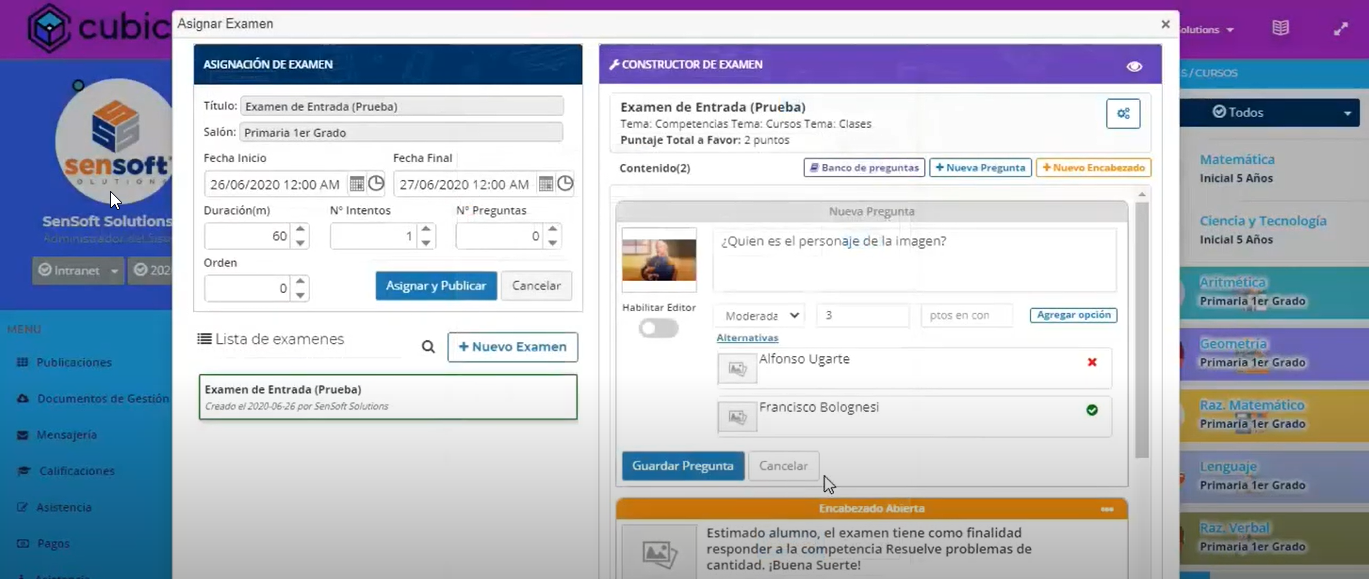 cubic
Asignar Examen
×
Solutions
S / CURSOS
sensoft
SOLUTIONS
SenSoft Solutions
Intranet
202
MENU
Publicaciones
Documentos de Gestión
Mensajería
Calificaciones
Asistencia
Pagos
ASIGNACIÓN DE EXAMEN
Título: Examen de Entrada (Prueba)
Salón: Primaria 1er Grado
Fecha Inicio Fecha Final
26/06/2020 12:00 AM 27/06/2020 12:00 AM
Duración(m) N° Intentos N° Preguntas
60 1 0
Orden
0 Asignar y Publicar Cancelar
Lista de examenes + Nuevo Examen
Examen de Entrada (Prueba)
Creado el 2020-06-26 por SenSoft Solutions
CONSTRUCTOR DE EXAMEN
Examen de Entrada (Prueba)
Tema: Competencias Tema: Cursos Tema: Clases
Puntaje Total a Favor: 2 puntos
Contenido(2) Banco de preguntas + Nueva Pregunta + Nuevo Encabezado
Nueva Pregunta
¿Quien es el personaje de la imagen?
Habilitar Editor
Moderada 3 ptos en con Agregar opción
Alternativas
Alfonso Ugarte
Francisco Bolognesi
Guardar Pregunta Cancelar
Encabezado Abierta
Estimado alumno, el examen tiene como finalidad
responder a la competencia Resuelve problemas de
cantidad. ¡Buena Suerte!
Todos
Matemática
Inicial 5 Años
Ciencia y Tecnología
Inicial 5 Años
Aritmética
Primaria 1er Grado
Geometria
Primaria 1er Grado
Raz. Matemático
Primaria 1er Grado
Lenguaje
Primaria 1er Grado
Raz. Verbal
Primaria 1er Grado